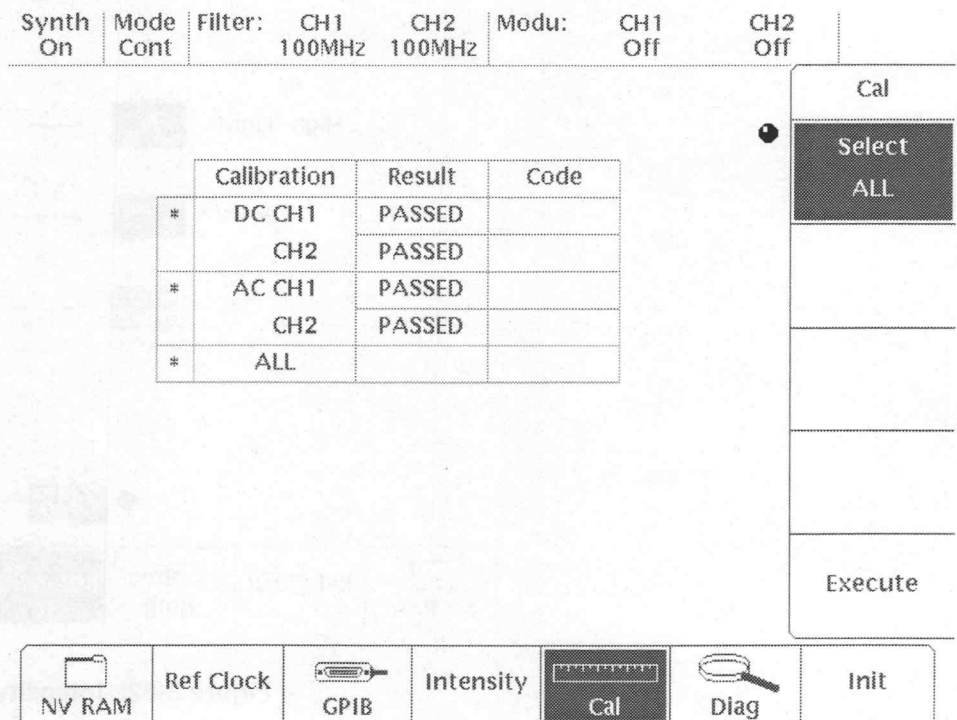 Synth Mode Filter: CH1 CH2 Modu: CH1 CH2
On Cont 100MHz 100MHz Off Off
Cal
Select
ALL
Calibration Result Code
* DC CH1 PASSED
CH2 PASSED
* AC CH1 PASSED
CH2 PASSED
* ALL
Execute
NV RAM Ref Clock GPIB Intensity Cal Diag Init